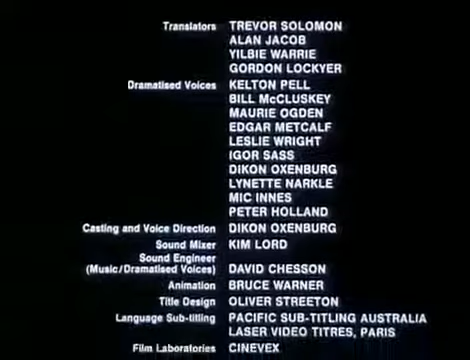 Translators TREVOR SOLOMON
ALAN JACOB
YILBIE WARRIE
GORDON LOCKYER
Dramatised Voices KELTON PELL
BILL McCLUSKEY
MAURIE OGDEN
EDGAR METCALF
LESLIE WRIGHT
IGOR SASS
DIKON OXENBURG
LYNETTE NARKLE
MIC INNES
PETER HOLLAND
Casting and Voice Direction DIKON OXENBURG
Sound Mixer KIM LORD
Sound Engineer
(Music/Dramatised Voices) DAVID CHESSON
Animation BRUCE WARNER
Title Design OLIVER STREETON
Language Sub-titling PACIFIC SUB-TITLING AUSTRALIA
LASER VIDEO TITRES, PARIS
Film Laboratories CINEVEX